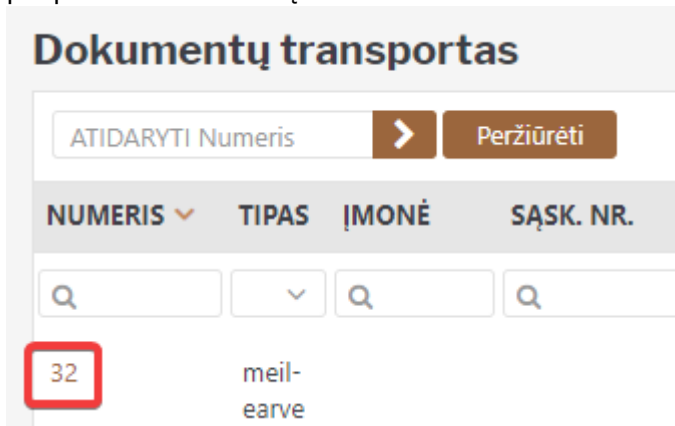 Dokumentų transportas
ATIDARYTI Numeris Peržiūrėti
NUMERIS TIPAS ĮMONĖ SĄSK. NR.
32 meil-
earve